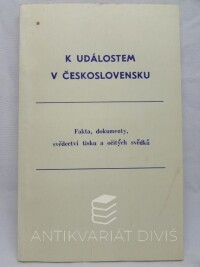 K UDÁLOSTEM
V ČESKOSLOVENSKU
Fakta, dokumenty,
svědectví tisku a očitých svědků
ANTIKVARIÁT DIVIŠ